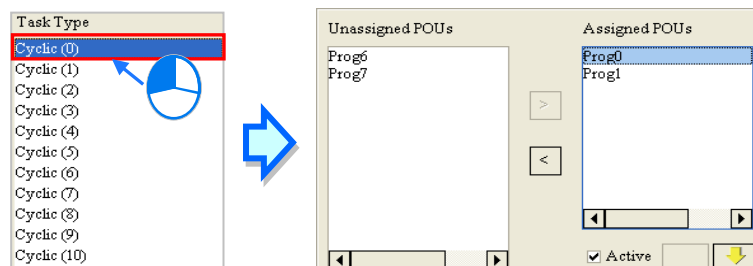 Task Type
Cyclic (0)
Cyclic (1)
Cyclic (2)
Cyclic (3)
Cyclic (4)
Cyclic (5)
Cyclic (6)
Cyclic (7)
Cyclic (8)
Cyclic (9)
Cyclic (10)
Unassigned POUs
Prog6
Prog7
>
<
Assigned POUs
Prog0
Prog1
Active